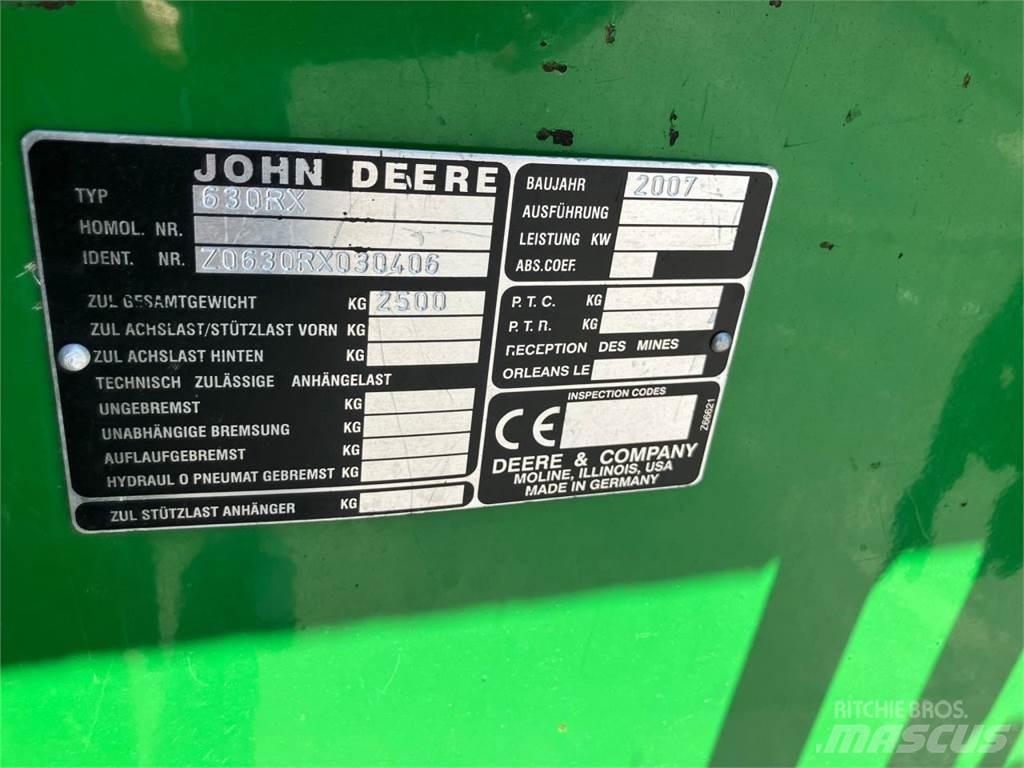 JOHN DEERE
TYP 630RX
HOMOL. NR.
IDENT. NR. Z0630RX030406
ZUL GESAMTGEWICHT KG 2500
ZUL ACHSLAST/STÜTZLAST VORN KG
ZUL ACHSLAST HINTEN KG
TECHNISCH ZULÄSSIGE ANHÄNGELAST
UNGEBREMST KG
UNABHÄNGIGE BREMSUNG KG
AUFLAUFGEBREMST KG
HYDRAUL O PNEUMAT GEBREMST KG
ZUL STÜTZLAST ANHÄNGER KG
BAUJAHR 2007
AUSFÜHRUNG
LEISTUNG KW
ABS.COEF.
P.T.C. KG
P.T.R. KG
RECEPTION DES MINES
ORLEANS LE
INSPECTION CODES
CE
Z66621
DEERE & COMPANY
MOLINE, ILLINOIS, USA
MADE IN GERMANY
RITCHIE BROS.
MASCUS